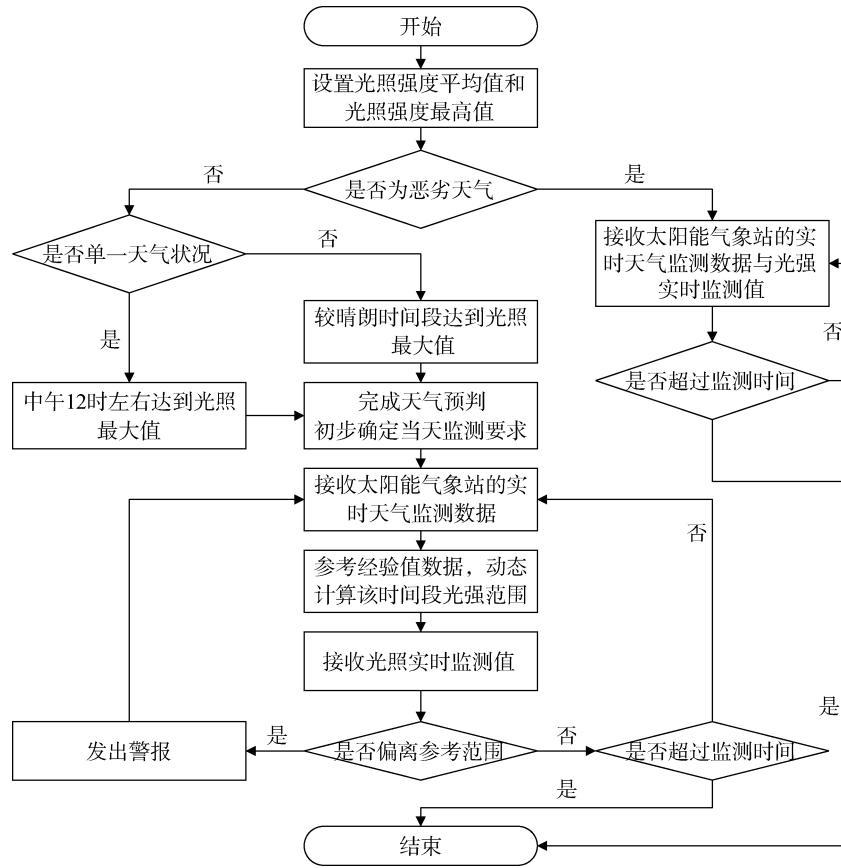 开始
设置光照强度平均值和
光照强度最高值
否
是否为恶劣天气
是
是否单一天气状况
否
接收太阳能气象站的实
时天气监测数据与光强
实时监测值
是
较晴朗时间段达到光照
最大值
否
是否超过监测时间
中午12时左右达到光照
最大值
完成天气预判
初步确定当天监测要求
接收太阳能气象站的实
时天气监测数据
否
参考经验值数据，动态
计算该时间段光强范围
接收光照实时监测值
是
发出警报
是
是否偏离参考范围
否
是否超过监测时间
是
结束